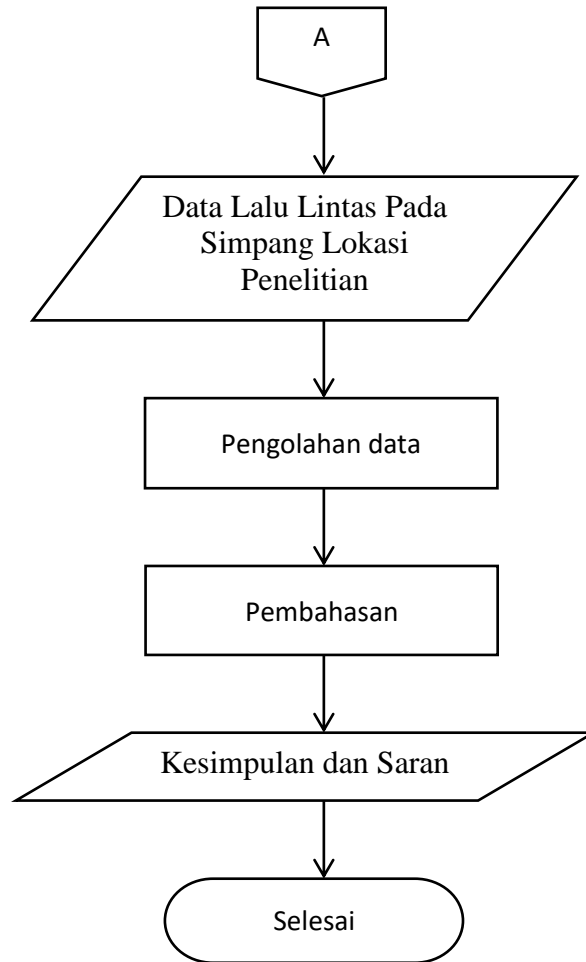 A
Data Lalu Lintas Pada
Simpang Lokasi
Penelitian
Pengolahan data
Pembahasan
Kesimpulan dan Saran
Selesai